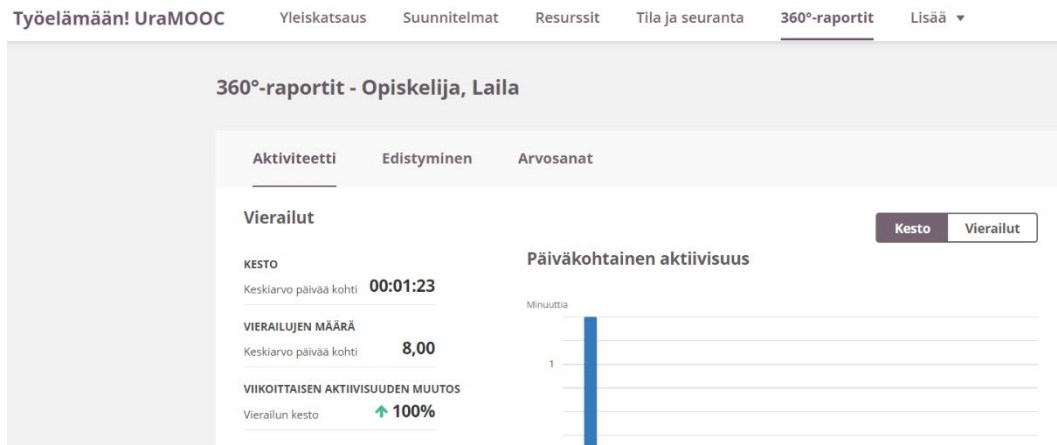 Työelämään! UraMOOC Yleiskatsaus Suunnitelmat Resurssit Tila ja seuranta 360°-raportit Lisää
360°-raportit - Opiskelija, Laila
Aktiviteetti Edistyminen Arvosanat
Vierailut
Kesto Vierailut
KESTO
Keskiarvo päivää kohti 00:01:23
VIERAILUJEN MÄÄRÄ
Keskiarvo päivää kohti 8,00
VIIKOITTAISEN AKTIIVISUUDEN MUUTOS
Vierailun kesto 100%
Päiväkohtainen aktiivisuus
Minuuttia
1